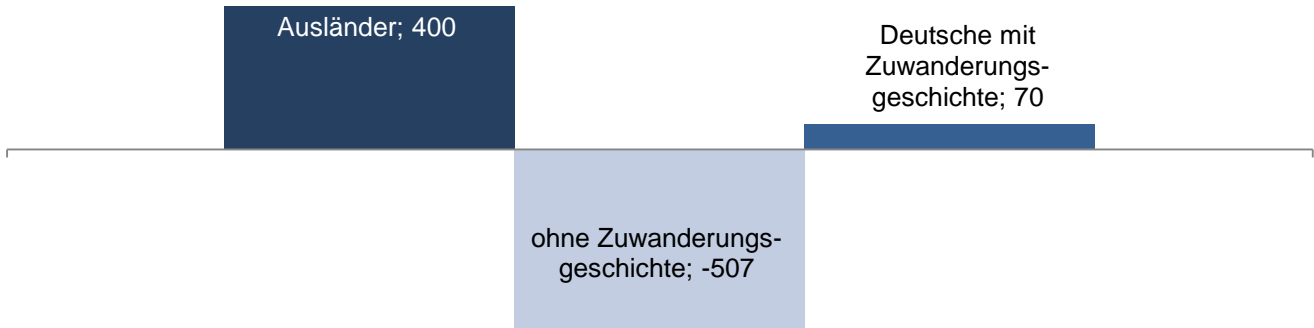 Ausländer; 400
Deutsche mit
Zuwanderungs-
geschichte; 70
ohne Zuwanderungs-
geschichte; -507